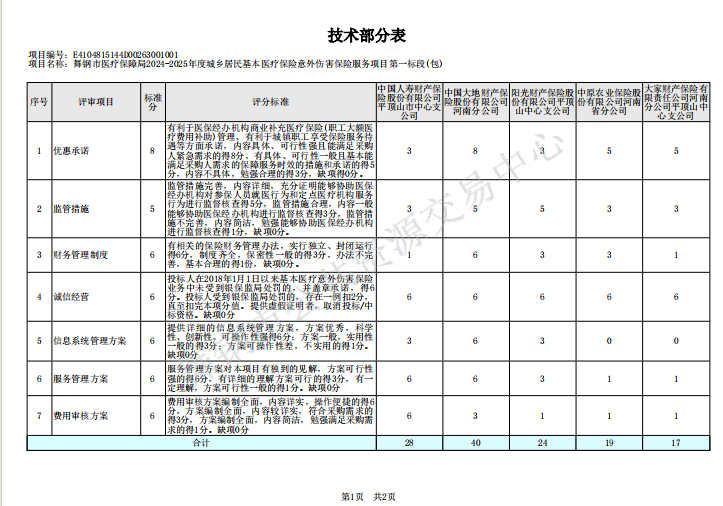 技术部分表
项目编号: E4104815144D00263001001
项目名称: 舞钢市医疗保障局2024-2025年度城乡居民基本医疗保险意外伤害保险服务项目第一标段(包)
序号 评审项目 标准分 评分标准 中国人寿财产保险股份有限公司平顶山市中心支公司 中国大地财产保险股份有限公司河南分公司 阳光财产保险股份有限公司平顶山中心支公司 中原农业保险股份有限公司河南省分公司 大家财产保险有限责任公司河南分公司平顶山中心支公司
1 优惠承诺 8
有利于医保经办机构商业补充医疗保险(职工大额医
疗费用补助)管理、有利于城镇职工享受保险服务待
遇等方面承诺，内容具体、可行性强且能满足采购
人紧急需求的得8分，有具体、可行性一般且基本能
满足采购人需求的保障服务时效的措施和承诺的得5
分，内容不具体，勉强合理的得3分，缺项得0分。
3 8 3 5 5
2 监管措施 5
监管措施完善，内容详细，充分证明能够协助医保
经办机构对参保人员就医行为和定点医疗机构服务
行为进行监督核查得5分，监管措施合理，内容一般
能够协助医保经办机构进行监督核查得3分，监管措
施不完善，内容简洁，勉强能够协助医保经办机构
进行监督核查得1分，缺项0分。
3 5 5 3 3
3 财务管理制度 6
有相关的保险财务管理办法，实行独立、封闭运行
得6分，制度齐全，保密性一般的得3分，办法不完
善，基本合理的得1份，缺项0分。
1 6 3 3 1
4 诚信经营 6
投标人在2018年1月1日以来基本医疗意外伤害保险
业务中未受到银保监局处罚的，并盖章承诺，得6
分。投标人受到银保监局处罚的，存在一例扣2分，
直至扣完本项分值。提供虚假证明者，取消投标/中
标资格。缺项0分
6 6 6 6 6
5 信息系统管理方案 6
提供详细的信息系统管理方案，方案优秀，科学
性、创新性、可操作性强得6分；方案一般，实用性
一般的得3分；方案可操作性差，不实用的得1分。
缺项0分
3 6 3 0 0
6 服务管理方案 6
服务管理方案对本项目有独到的见解，方案可行性
强的得6分，有详细的理解方案可行的得3分，有一
定理解，方案可行性一般的得1分。缺项0分
6 6 3 1 1
7 费用审核方案 6
费用审核方案编制全面，内容详实，操作便捷的得6
分，方案编制全面，内容较详实，符合采购需求的
得3分，方案编制全面，内容简洁，勉强满足采购需
求的得1分。缺项0分
6 3 1 1 1
合计 28 40 24 19 17
第1页 共2页